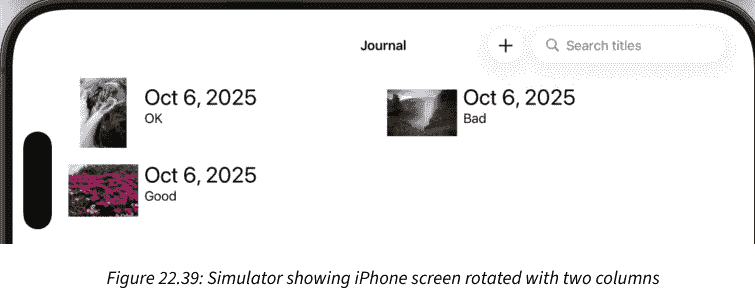 Journal
+
Search titles
Oct 6, 2025
OK
Oct 6, 2025
Bad
Oct 6, 2025
Good
Figure 22.39: Simulator showing iPhone screen rotated with two columns